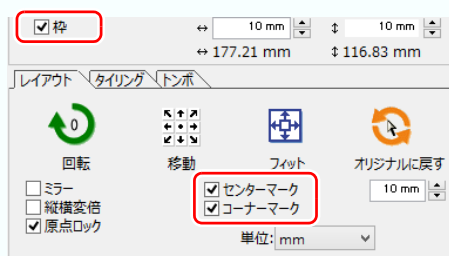 枠 ↔ 10 mm ↕ 10 mm
↔ 177.21 mm ↕ 116.83 mm
レイアウト タイリング トンボ
0
回転 移動 フィット オリジナルに戻す
ミラー センターマーク 10 mm
縦横変倍 コーナーマーク
原点ロック
単位: mm